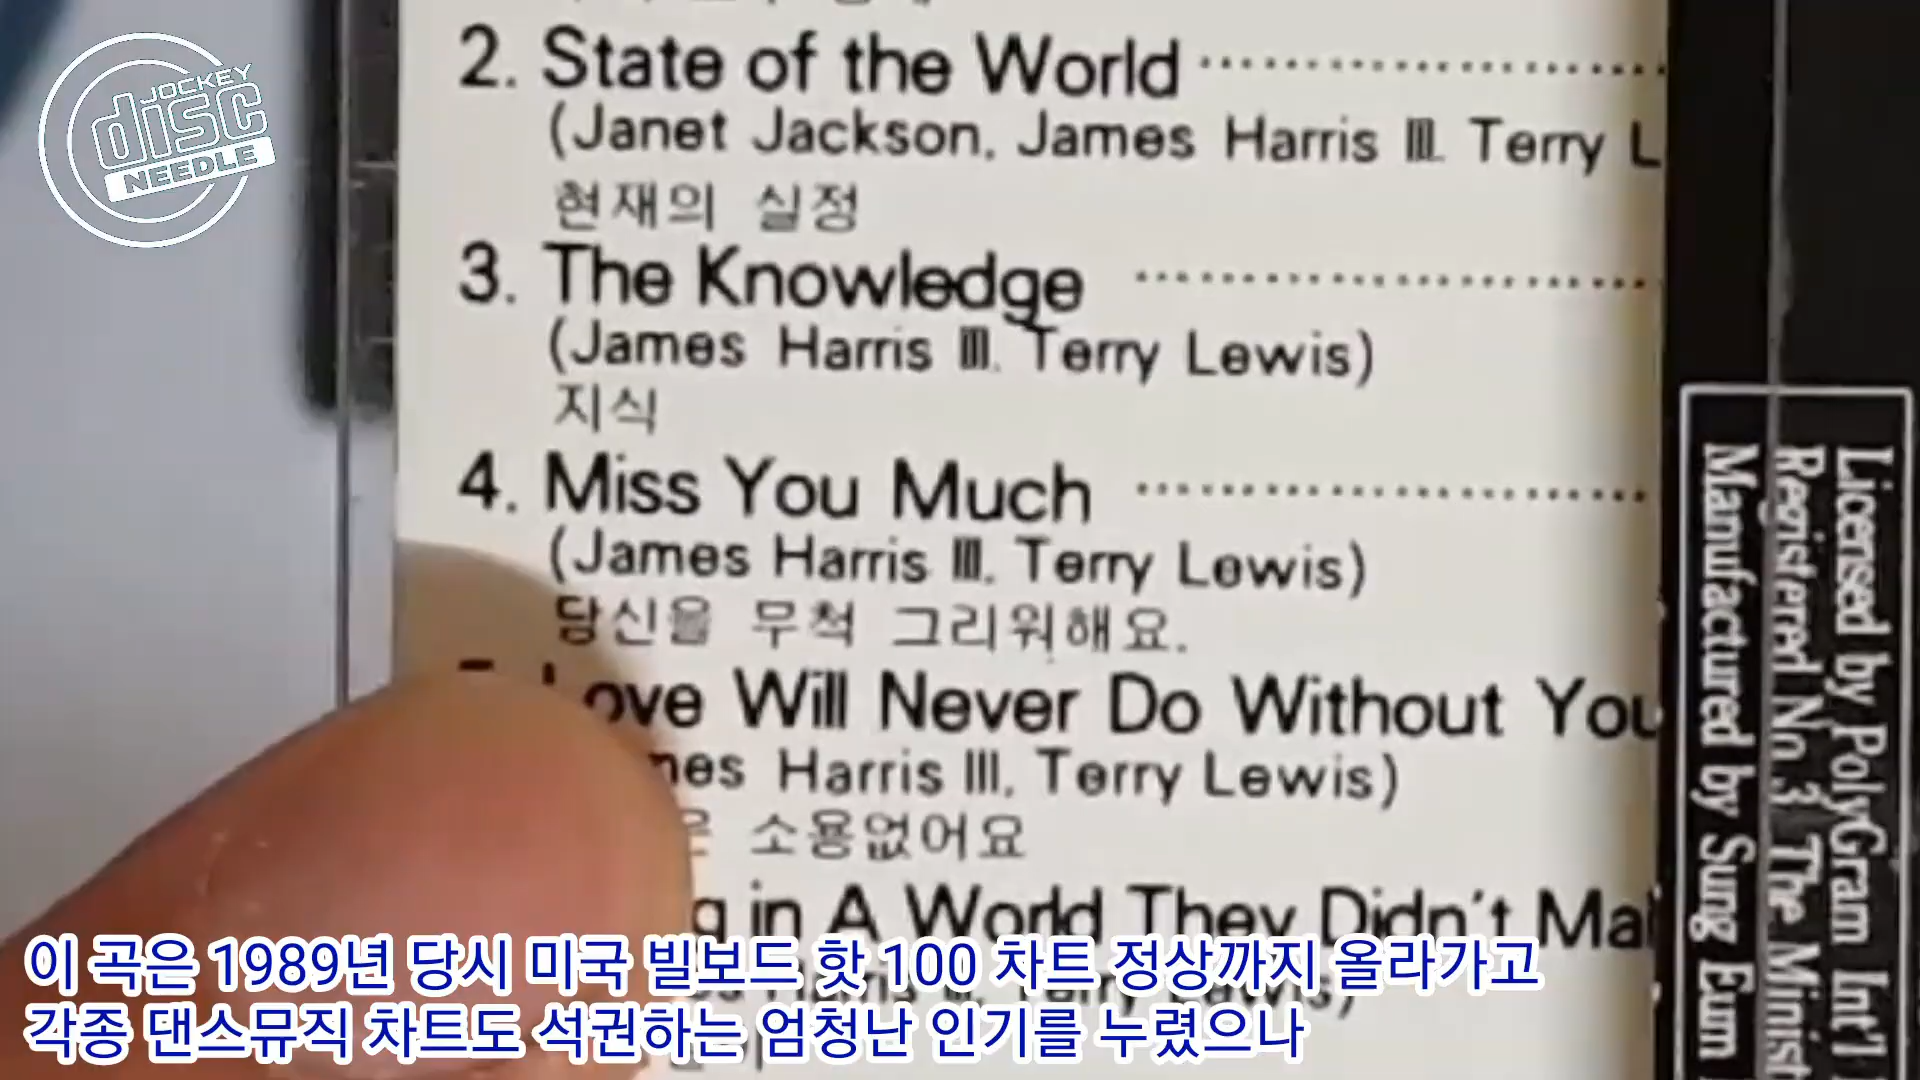 JOCKEY
disc
NEEDLE
2. State of the World
(Janet Jackson, James Harris III. Terry L
현재의 실정
3. The Knowledge
(James Harris III. Terry Lewis)
지식
4. Miss You Much
(James Harris III. Terry Lewis)
당신을 무척 그리워해요.
Love Will Never Do Without You
mes Harris III, Terry Lewis)
소용없어요
g in A World They Didn't Ma
이 곡은 1989년 당시 미국 빌보드 핫 100 차트 정상까지 올라가고
각종 댄스뮤직 차트도 석권하는 엄청난 인기를 누렸으나
Licensed by PolyGram Int'l
Registered No. 3 The Minist
Manufactured by Sung Eum